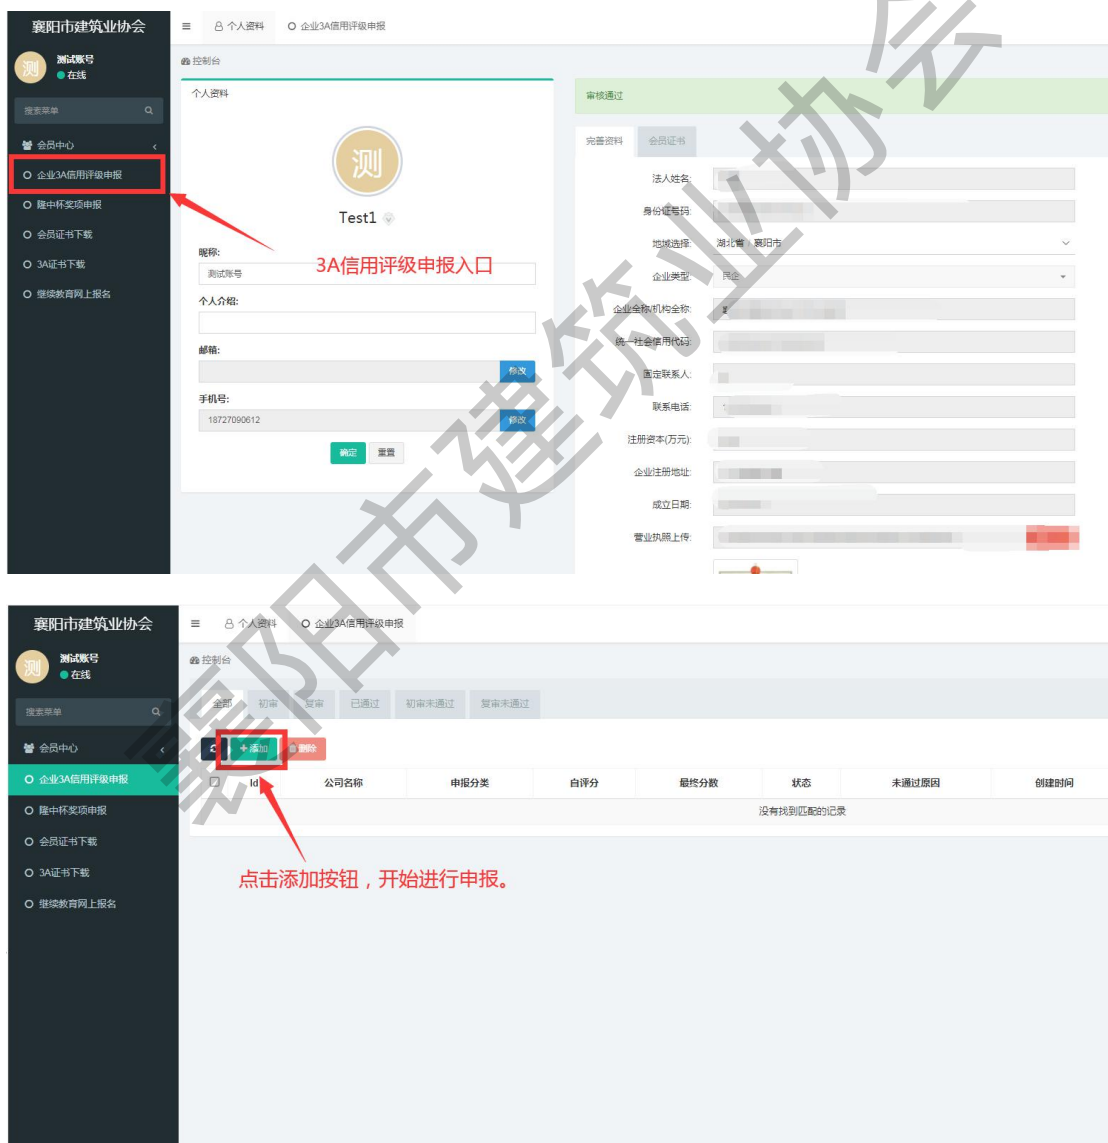 襄阳市建筑业协会
个人资料
企业3A信用评级申报
测
测试账号
在线
控制台
搜索菜单
会员中心
企业3A信用评级申报
隆中杯奖项申报
会员证书下载
3A证书下载
继续教育网上报名
个人资料
测
Test1
3A信用评级申报入口
昵称:
测试账号
个人介绍:
邮箱:
修改
手机号:
18727090612
修改
确定
重置
审核通过
完善资料
会员证书
法人姓名:
身份证号码:
地域选择:
湖北省 / 襄阳市
企业类型:
民企
企业全称/机构全称:
统一社会信用代码:
固定联系人:
联系电话:
注册资本(万元):
企业注册地址:
成立日期:
营业执照上传:
襄阳市建筑业协会
个人资料
企业3A信用评级申报
测
测试账号
在线
控制台
搜索菜单
会员中心
企业3A信用评级申报
隆中杯奖项申报
会员证书下载
3A证书下载
继续教育网上报名
全部
初审
复审
已通过
初审未通过
复审未通过
+添加
删除
Id
公司名称
申报分类
自评分
最终分数
状态
未通过原因
创建时间
没有找到匹配的记录
点击添加按钮，开始进行申报。
襄阳市建筑业协会